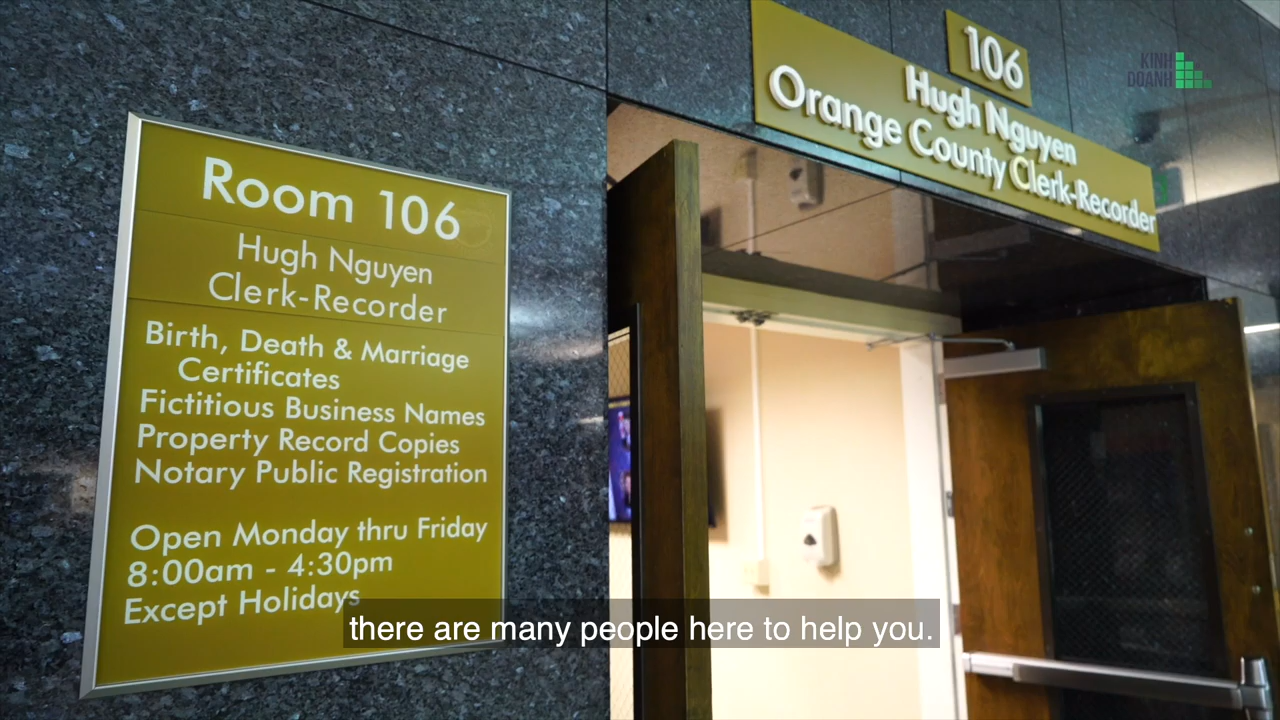 Room 106
Hugh Nguyen
Clerk-Recorder
Birth, Death & Marriage
Certificates
Fictitious Business Names
Property Record Copies
Notary Public Registration
Open Monday thru Friday
8:00am - 4:30pm
Except Holidays
106
Hugh Nguyen
Orange County Clerk-Recorder
KINH
DOANH
there are many people here to help you.